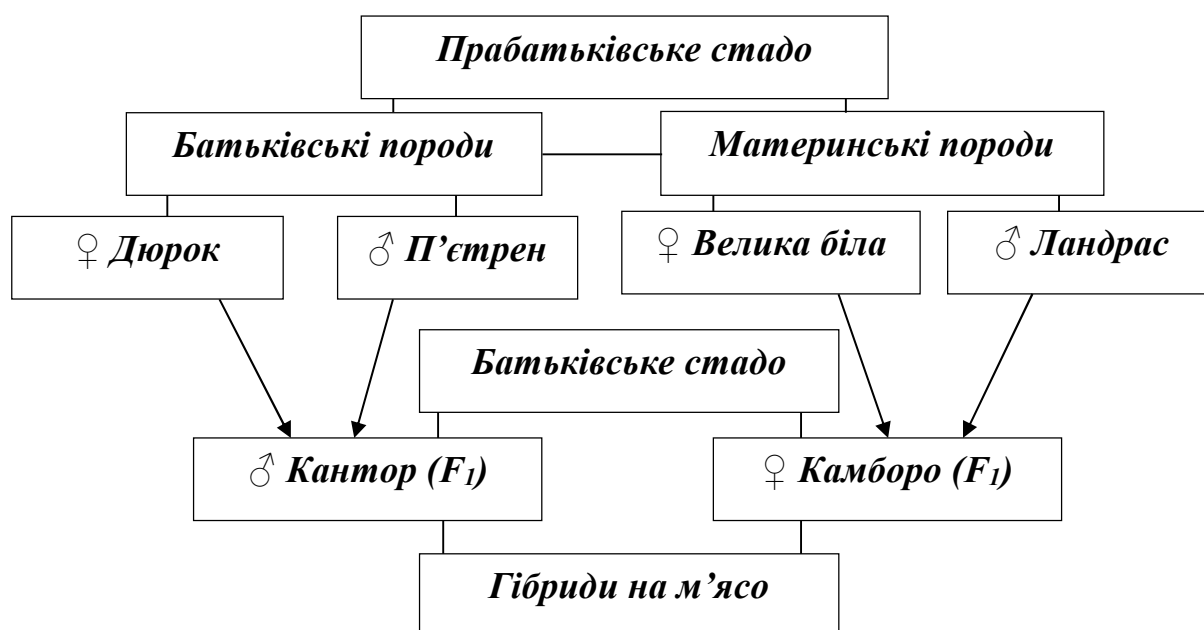 Прабатьківське стадо
Батьківські породи
Материнські породи
♀ Дюрок
♂ П’єтрен
♀ Велика біла
♂ Ландрас
Батьківське стадо
♂ Кантор (F₁)
♀ Камборо (F₁)
Гібриди на м’ясо